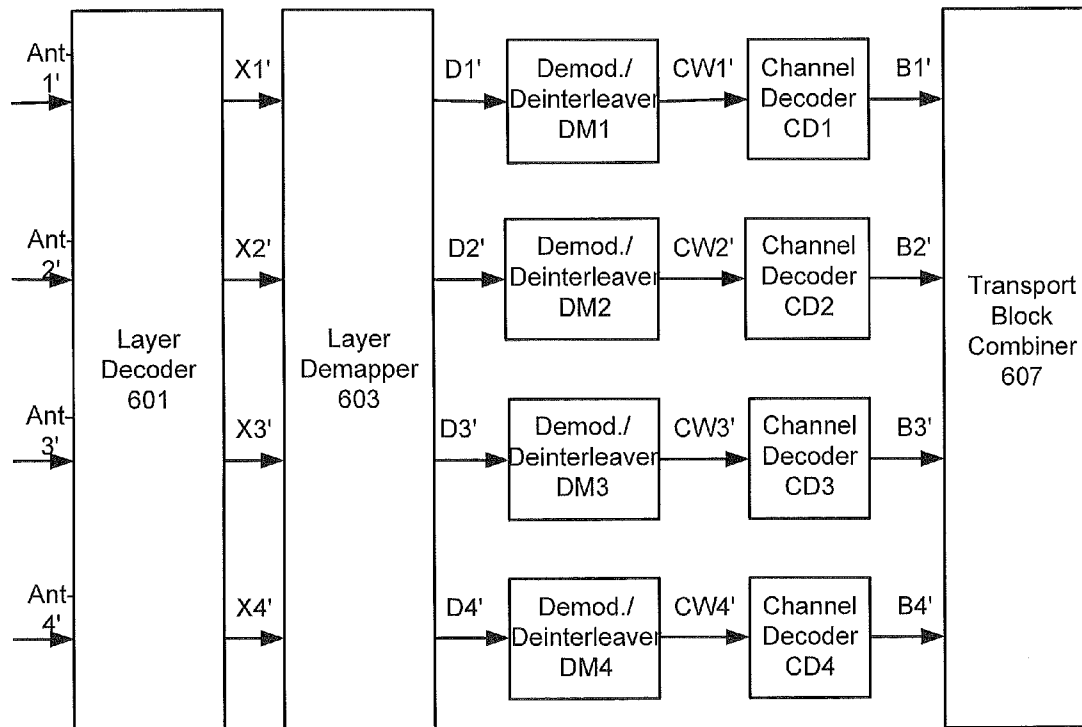 Ant-
1'
X1'
D1'
Demod./
Deinterleaver
DM1
CW1'
Channel
Decoder
CD1
B1'
Ant-
2'
X2'
D2'
Demod./
Deinterleaver
DM2
CW2'
Channel
Decoder
CD2
B2'
Layer
Decoder
601
Layer
Demapper
603
Transport
Block
Combiner
607
Ant-
3'
X3'
D3'
Demod./
Deinterleaver
DM3
CW3'
Channel
Decoder
CD3
B3'
Ant-
4'
X4'
D4'
Demod./
Deinterleaver
DM4
CW4'
Channel
Decoder
CD4
B4'